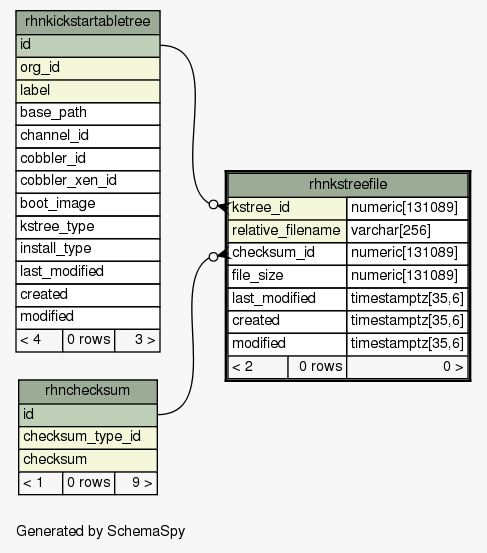 rhnkickstartabletree
id
org_id
label
base_path
channel_id
cobbler_id
cobbler_xen_id
boot_image
kstree_type
install_type
last_modified
created
modified
< 4 0 rows 3 >
rhnkstreefile
kstree_id numeric[131089]
relative_filename varchar[256]
checksum_id numeric[131089]
file_size numeric[131089]
last_modified timestamptz[35,6]
created timestamptz[35,6]
modified timestamptz[35,6]
< 2 0 rows 0 >
rhnchecksum
id
checksum_type_id
checksum
< 1 0 rows 9 >
Generated by SchemaSpy